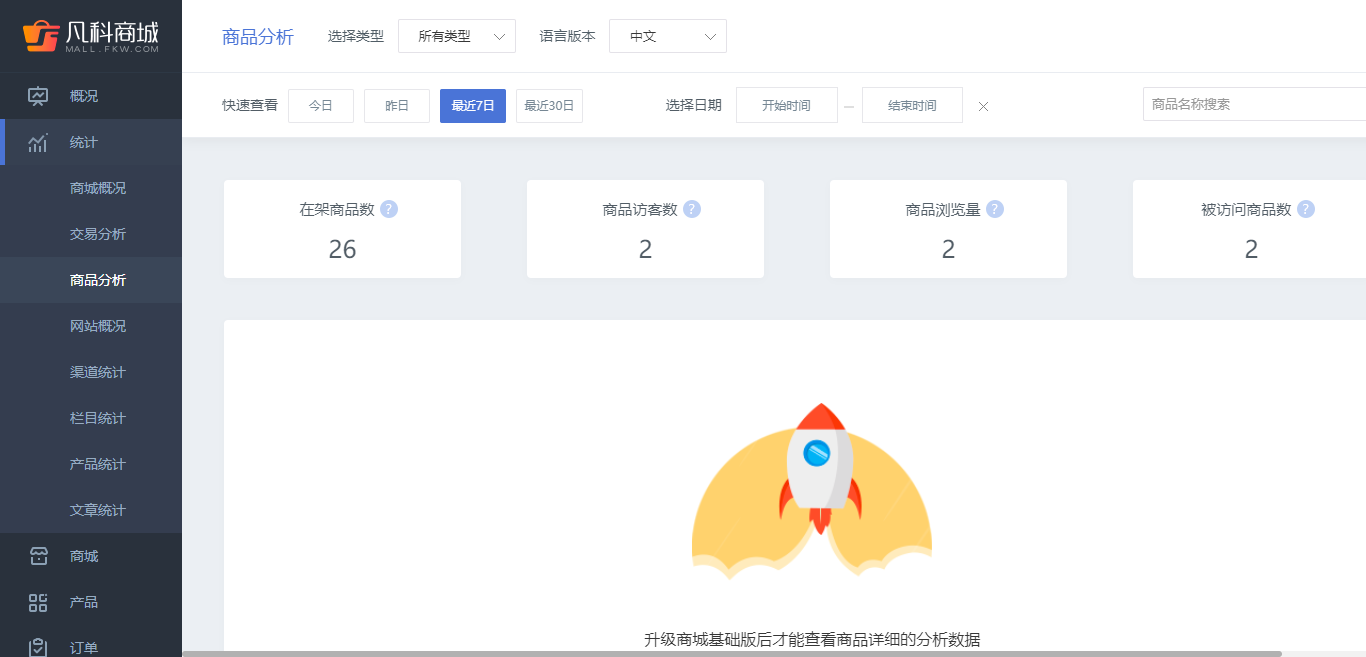 凡科商城
MALL.FKW.COM
概况
统计
商城概况
交易分析
商品分析
网站概况
渠道统计
栏目统计
产品统计
文章统计
商城
产品
订单
商品分析 选择类型 所有类型 语言版本 中文
快速查看 今日 昨日 最近7日 最近30日 选择日期 开始时间 — 结束时间 商品名称搜索
在架商品数 ? 商品访客数 ? 商品浏览量 ? 被访问商品数 ?
26 2 2 2
升级商城基础版后才能查看商品详细的分析数据